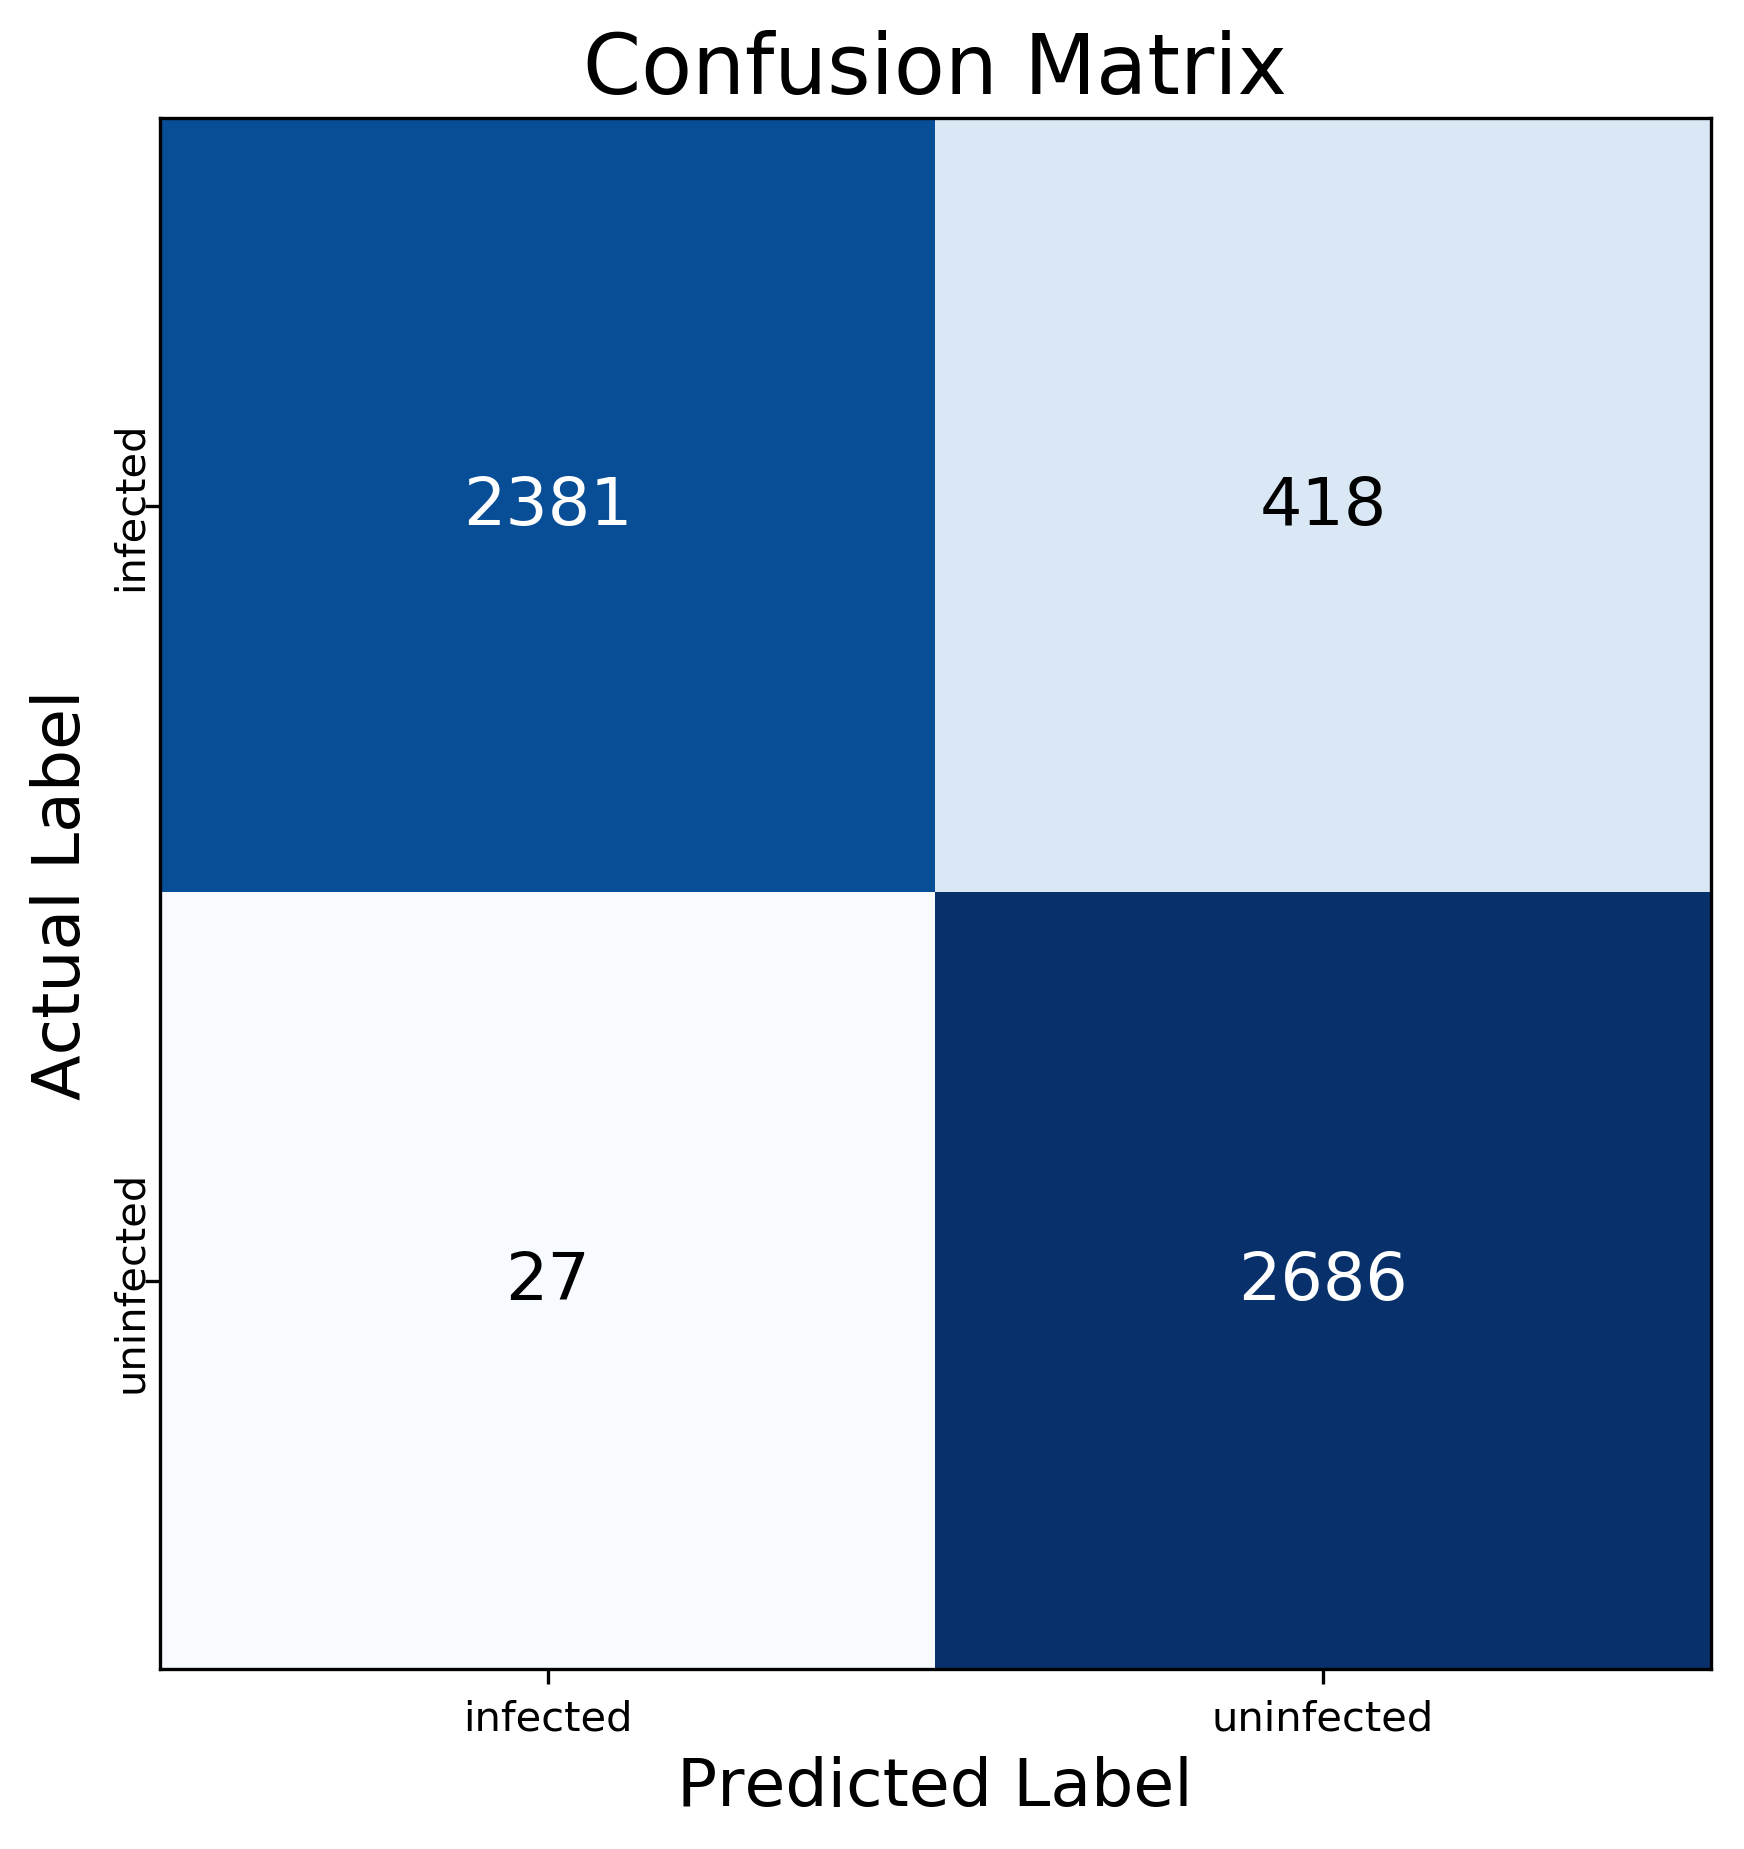 Confusion Matrix
infected
2381
418
Actual Label
uninfected
27
2686
infected
uninfected
Predicted Label